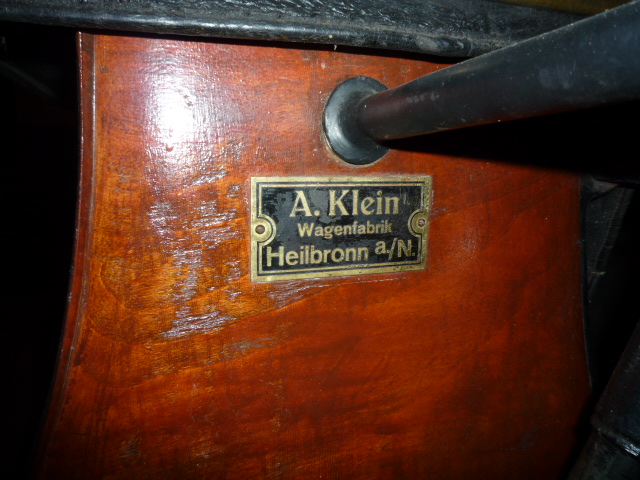 A. Klein
Wagenfabrik
Heilbronn a./N.